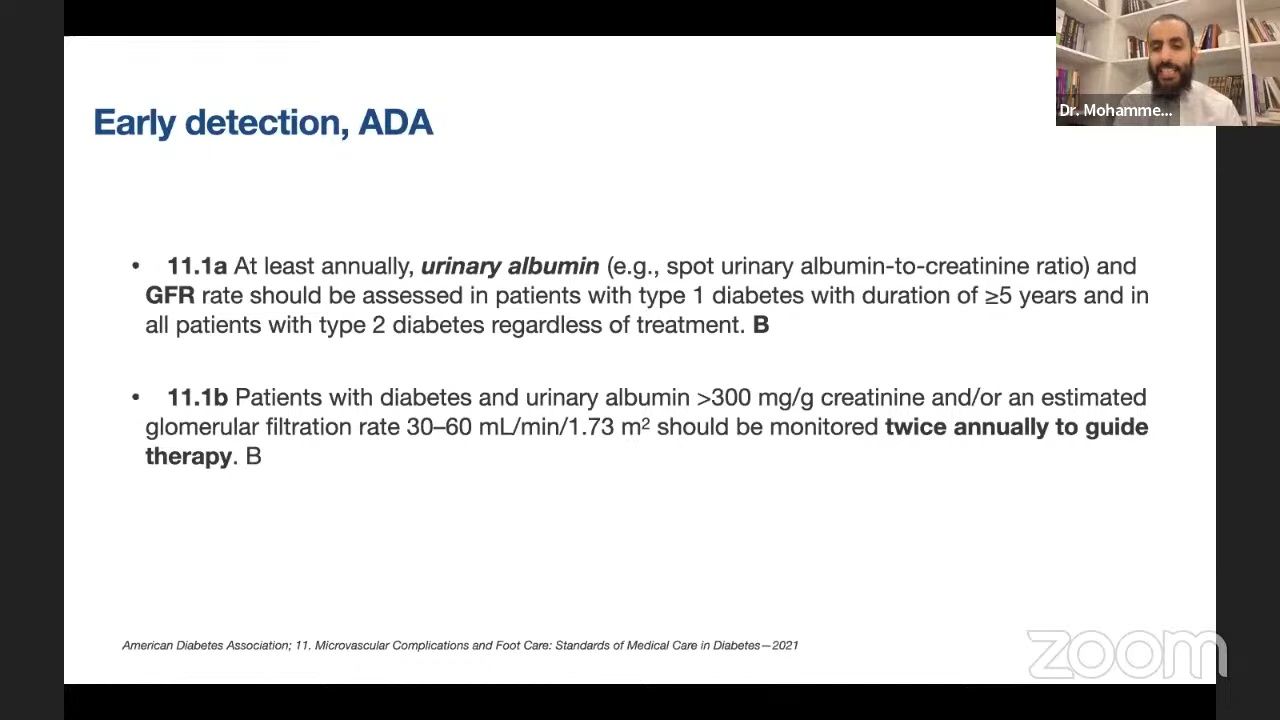 Dr. Mohamme...
Early detection, ADA
• 11.1a At least annually, urinary albumin (e.g., spot urinary albumin-to-creatinine ratio) and
GFR rate should be assessed in patients with type 1 diabetes with duration of ≥5 years and in
all patients with type 2 diabetes regardless of treatment. B
• 11.1b Patients with diabetes and urinary albumin >300 mg/g creatinine and/or an estimated
glomerular filtration rate 30–60 mL/min/1.73 m² should be monitored twice annually to guide
therapy. B
American Diabetes Association; 11. Microvascular Complications and Foot Care: Standards of Medical Care in Diabetes—2021
zoom